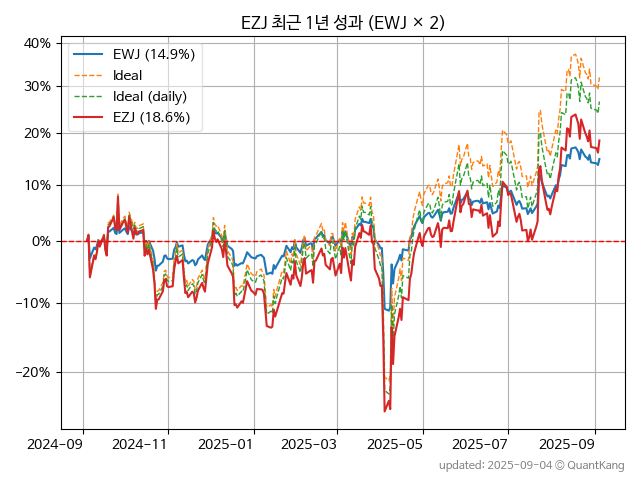 EZJ 최근 1년 성과 (EWJ × 2)
EWJ (14.9%)
Ideal
Ideal (daily)
EZJ (18.6%)
40%
30%
20%
10%
0%
−10%
−20%
2024-09 2024-11 2025-01 2025-03 2025-05 2025-07 2025-09
updated: 2025-09-04 © QuantKang